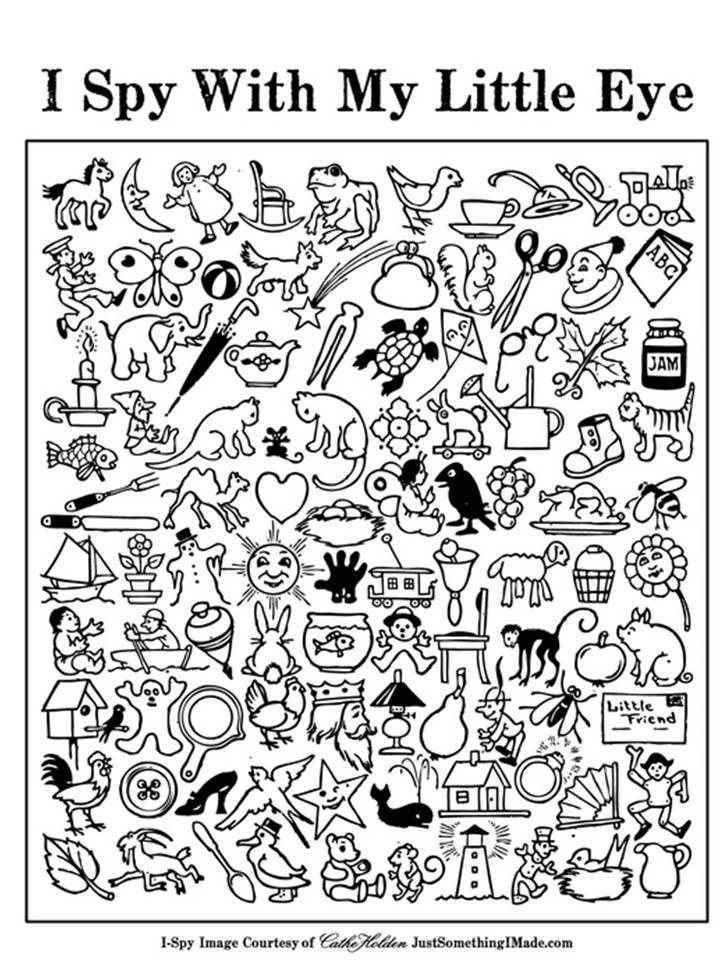 I Spy With My Little Eye
ABC
JAM
Little
Friend
I-Spy Image Courtesy of Cathe Holden JustSomethingIMade.com